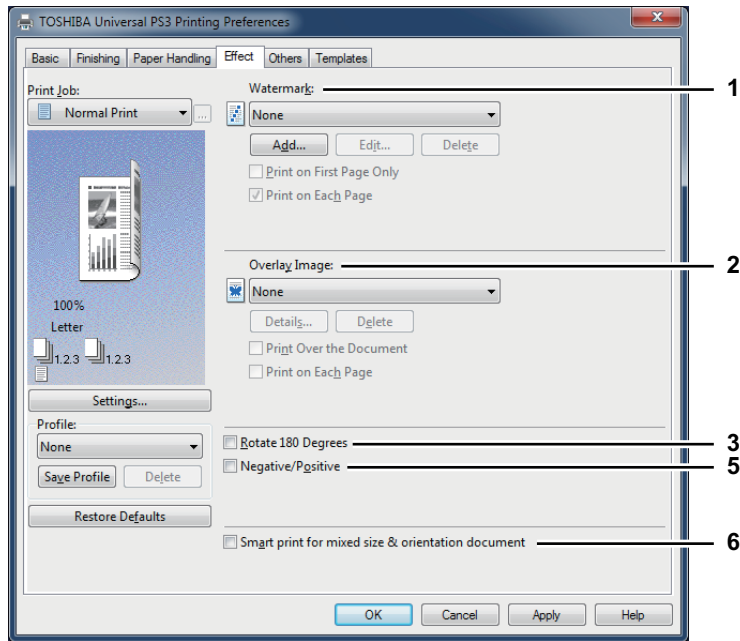 TOSHIBA Universal PS3 Printing Preferences
Basic Finishing Paper Handling Effect Others Templates
Print Job:
Normal Print ...
100%
Letter
1.2.3 1.2.3
Settings...
Profile:
None
Save Profile Delete
Restore Defaults
Watermark: 1
None
Add... Edit... Delete
Print on First Page Only
Print on Each Page
Overlay Image: 2
None
Details... Delete
Print Over the Document
Print on Each Page
Rotate 180 Degrees 3
Negative/Positive 5
Smart print for mixed size & orientation document 6
OK Cancel Apply Help